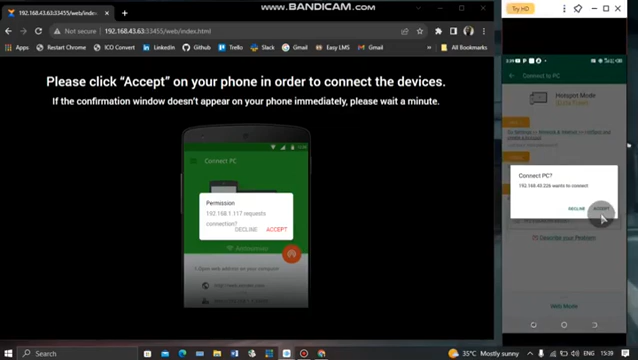 WWW.BANDICAM.COM
Try HD
192.168.43.63:33455/web/index
Not secure
192.168.43.63:33455/web/index.html
Apps
Restart Chrome
ICO Convert
LinkedIn
Github
Trello
Slack
Gmail
Easy LMS
Gmail
All Bookmarks
Please click “Accept” on your phone in order to connect the devices.
If the confirmation window doesn't appear on your phone immediately, please wait a minute.
Connect PC
Permission
192.168.1.117 requests
connection?
DECLINE
ACCEPT
Connect to PC
Hotspot Mode
Connect PC?
192.168.43.226 wants to connect
DECLINE
ACCEPT
Describe your Problem
Web Mode
Search
35°C Mostly sunny
ENG
15:39